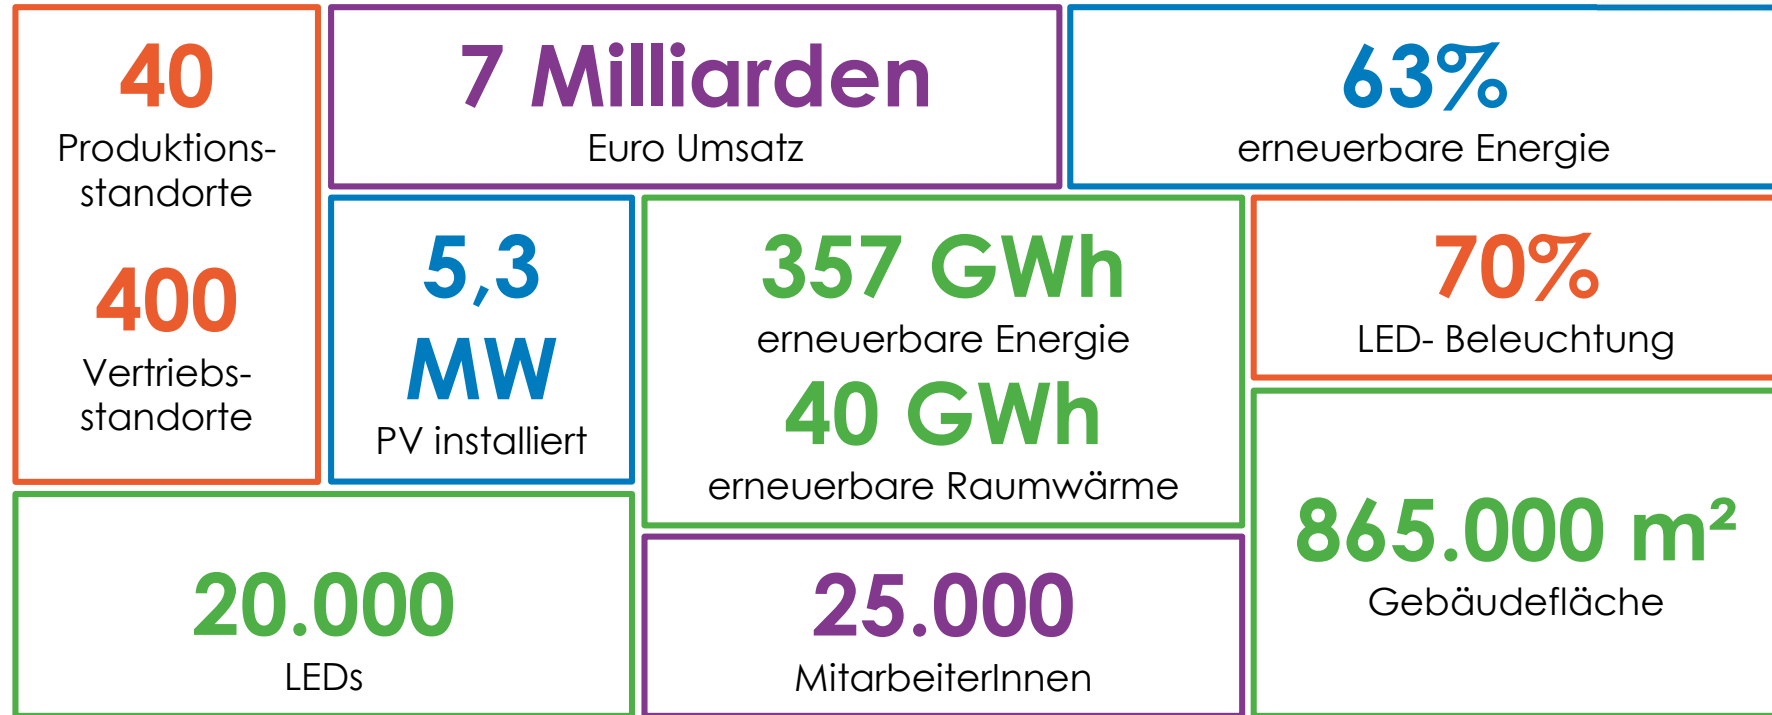 40
Produktions-
standorte
400
Vertriebs-
standorte
7 Milliarden
Euro Umsatz
63%
erneuerbare Energie
5,3
MW
PV installiert
357 GWh
erneuerbare Energie
40 GWh
erneuerbare Raumwärme
70%
LED- Beleuchtung
20.000
LEDs
25.000
MitarbeiterInnen
865.000 m²
Gebäudefläche